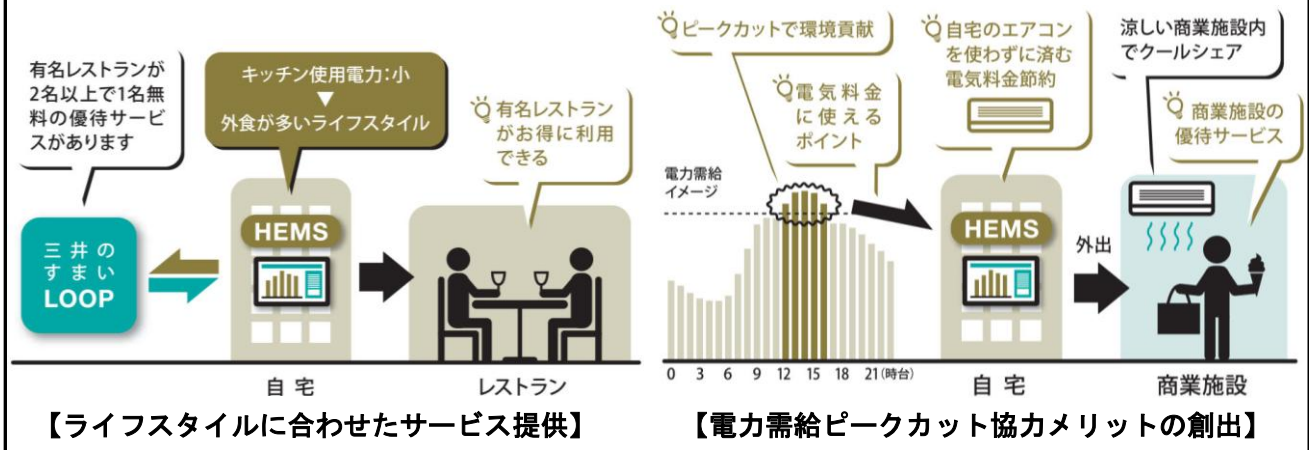 有名レストランが
2名以上で1名無
料の優待サービ
スがあります
キッチン使用電力:小
▼
外食が多いライフスタイル
有名レストラン
がお得に利用
できる
三井の
すまい
LOOP
HEMS
自宅
レストラン
【ライフスタイルに合わせたサービス提供】
ピークカットで環境貢献
電気料金
に使える
ポイント
自宅のエアコン
を使わずに済む
電気料金節約
涼しい商業施設内
でクールシェア
商業施設の
優待サービス
電力需給
イメージ
HEMS
外出
0 3 6 9 12 15 18 21(時台)
自宅
商業施設
【電力需給ピークカット協力メリットの創出】